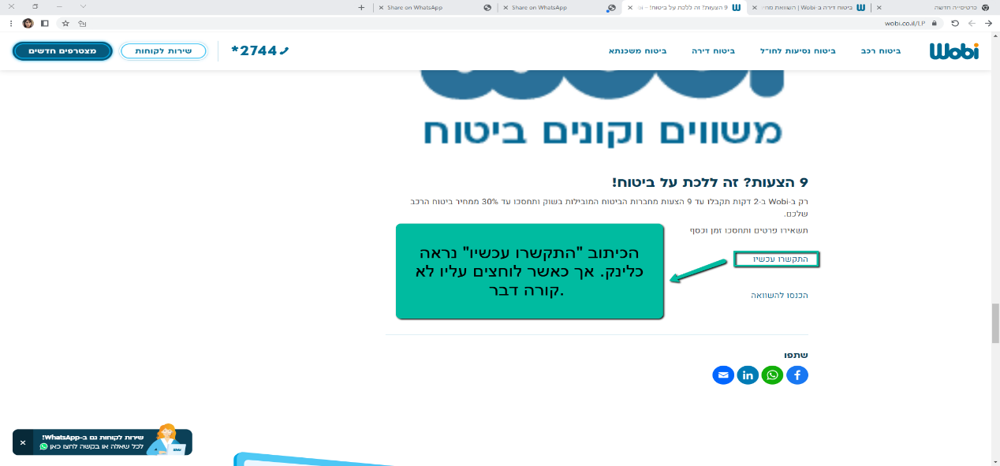 כרטיסייה חדשה
ביטוח דירה ב-Wobi | השוואת מחי
9 הצעות? זה ללכת על ביטוח! -
Share on WhatsApp
Share on WhatsApp
wobi.co.il/LP
Wobi
ביטוח רכב
ביטוח נסיעות לחו"ל
ביטוח דירה
ביטוח משכנתא
*2744
שירות לקוחות
מצטרפים חדשים
משווים וקונים ביטוח
9 הצעות? זה ללכת על ביטוח!
רק ב-Wobi ב-2 דקות תקבלו עד 9 הצעות מחברות הביטוח המובילות בשוק ותחסכו עד 30% ממחיר ביטוח הרכב
שלכם.
תשאירו פרטים ותחסכו זמן וכסף
התקשרו עכשיו
הכיתוב "התקשרו עכשיו" נראה
כלינק. אך כאשר לוחצים עליו לא
קורה דבר.
הכנסו להשוואה
שתפו
שירות לקוחות גם ב-WhatsApp!
לכל שאלה או בקשה לחצו כאן